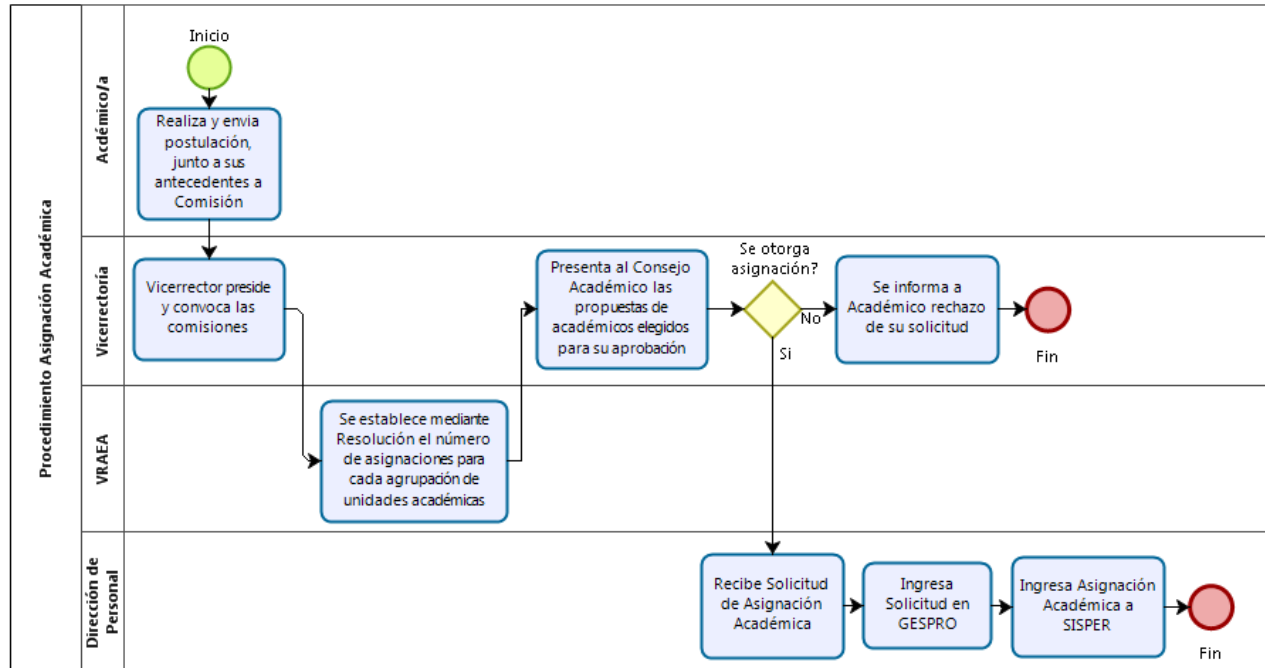 Procedimiento Asignación Académica
Acdémico/a
Inicio
Realiza y envia
postulación,
junto a sus
antecedentes a
Comisión
Vicerrectoría
Vicerrector preside
y convoca las
comisiones
Presenta al Consejo
Académico las
propuestas de
académicos elegidos
para su aprobación
Se otorga
asignación?
No
Si
Se informa a
Académico rechazo
de su solicitud
Fin
VRAEA
Se establece mediante
Resolución el número
de asignaciones para
cada agrupación de
unidades académicas
Dirección de
Personal
Recibe Solicitud
de Asignación
Académica
Ingresa
Solicitud en
GESPRO
Ingresa Asignación
Académica a
SISPER
Fin